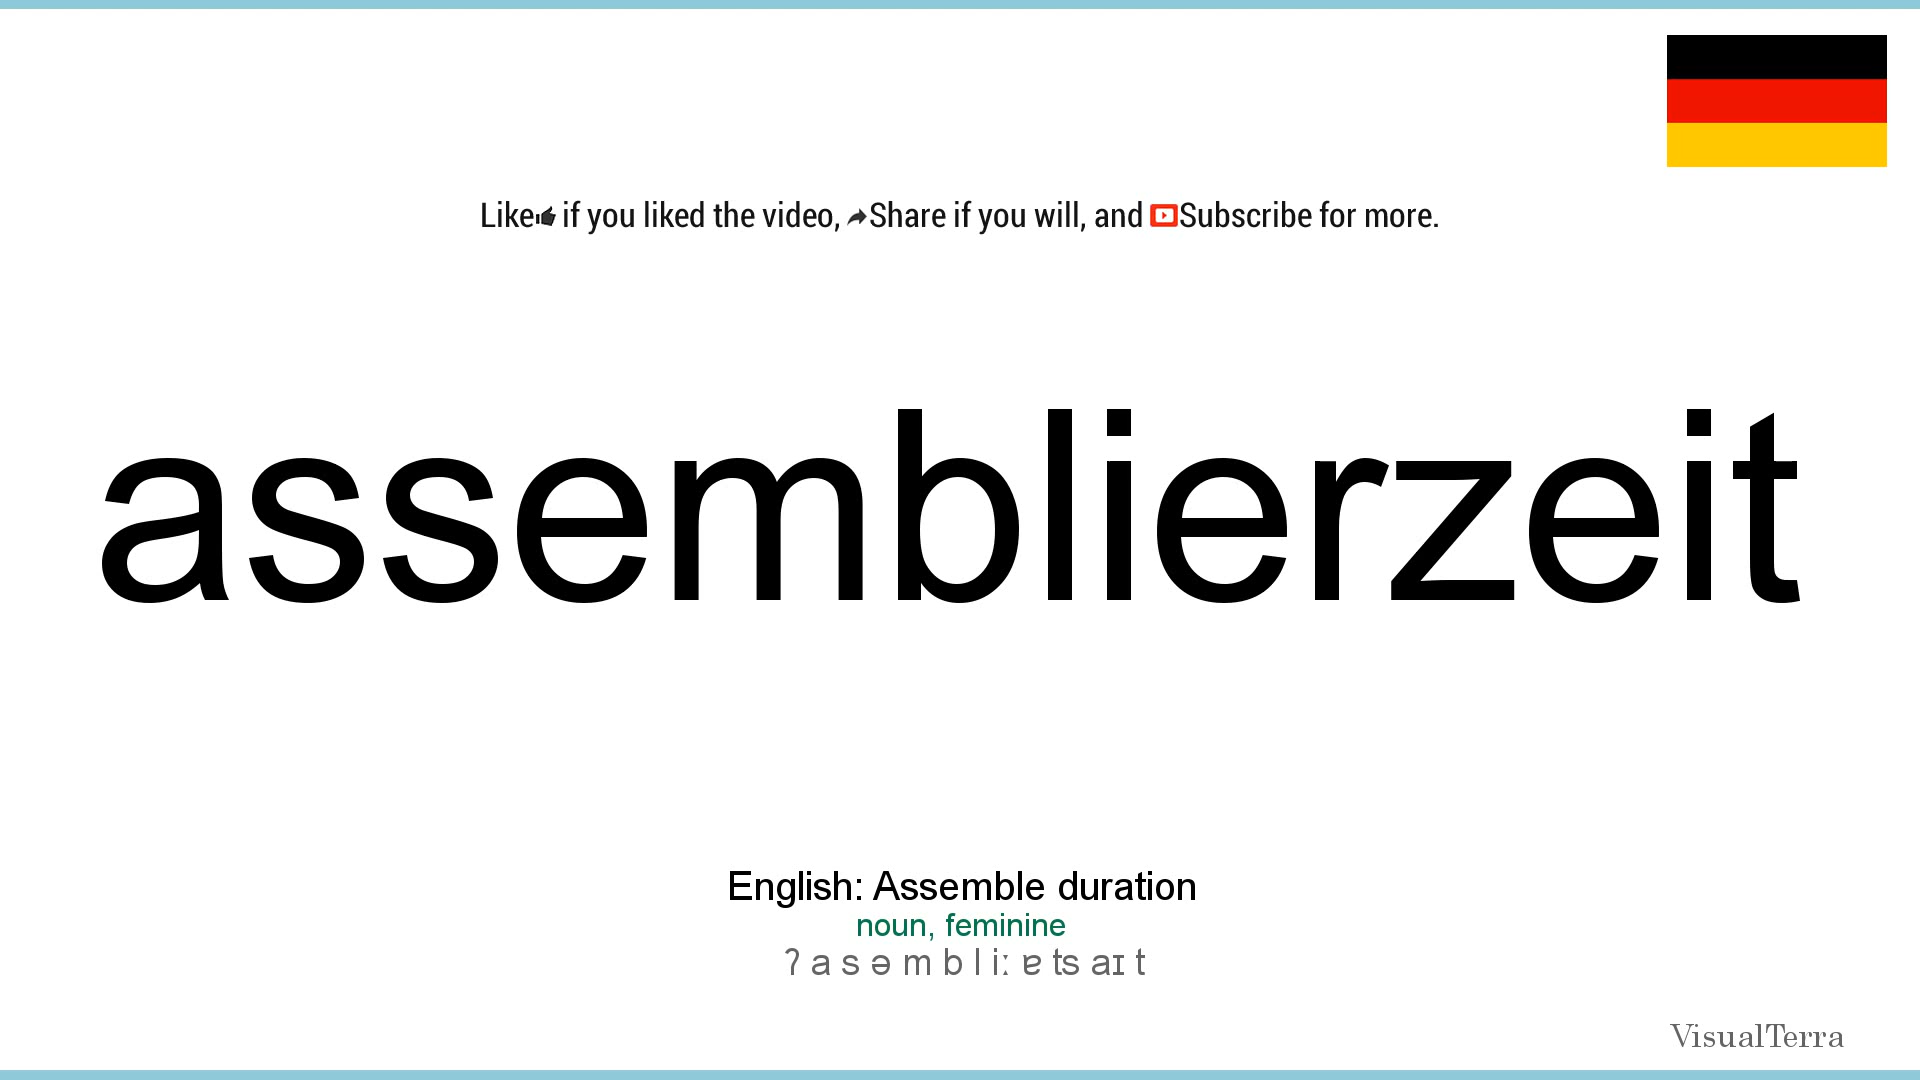 Like👍 if you liked the video, Share if you will, and Subscribe for more.
assemblierzeit
English: Assemble duration
noun, feminine
ʔ a s ə m b l iː ɐ ts aɪ t
VisualTerra